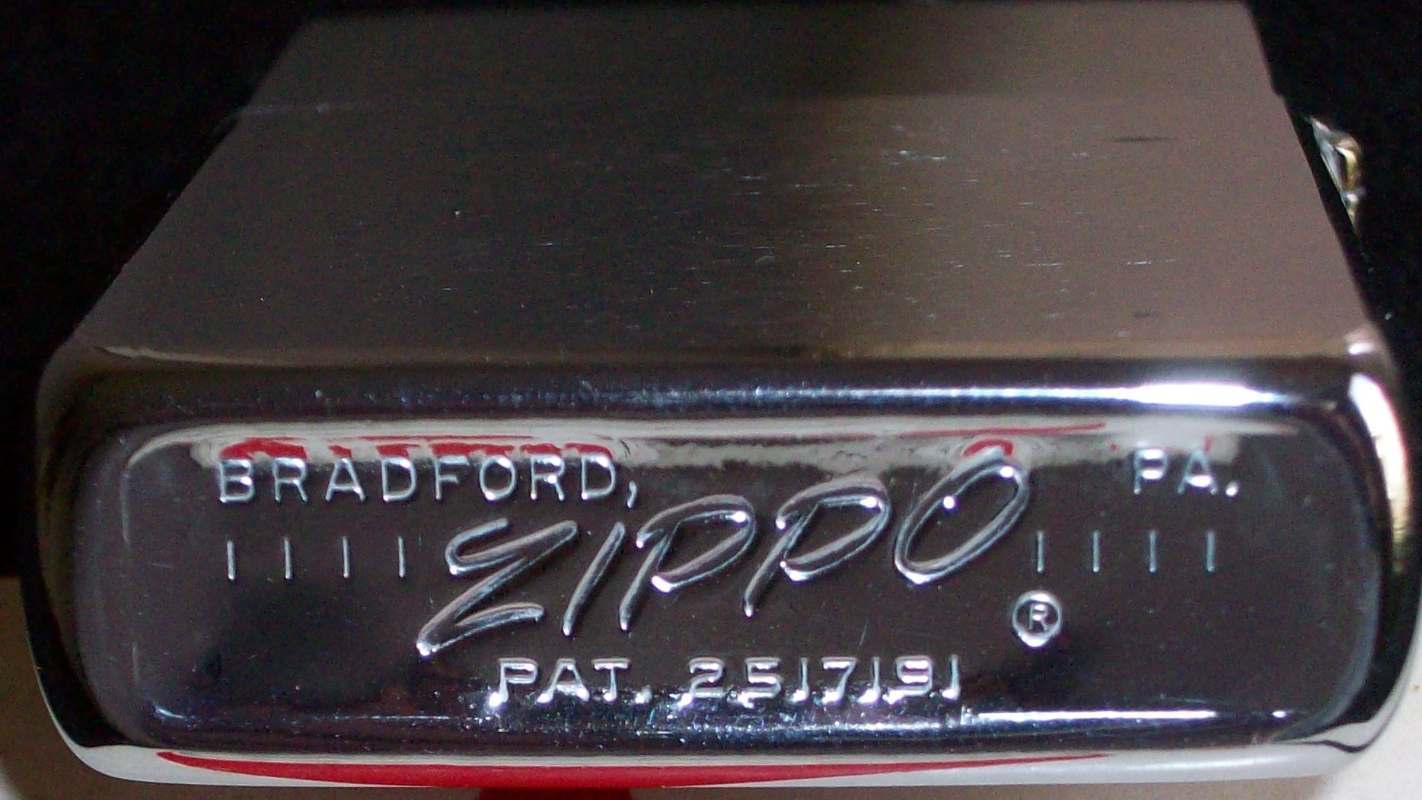 BRADFORD, PA.
|||| ZIPPO ||||
®
PAT. 2517191